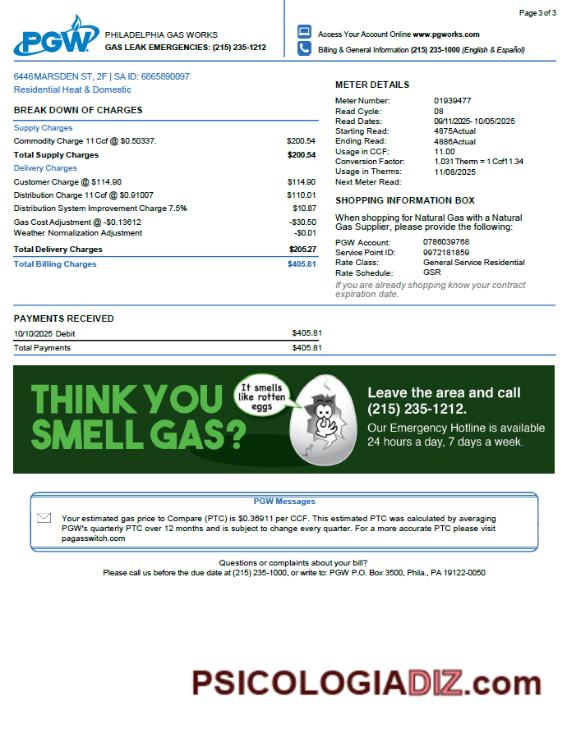 Page 3 of 3
PGW
PHILADELPHIA GAS WORKS
GAS LEAK EMERGENCIES: (215) 235-1212
Access Your Account Online www.pgworks.com
Billing & General Information (215) 235-1000 (English & Español)
6446MARSDEN ST, 2F | SA ID: 6865890097
Residential Heat & Domestic
BREAK DOWN OF CHARGES
Supply Charges
Commodity Charge 11Ccf @ $0.50337. $200.54
Total Supply Charges $200.54
Delivery Charges
Customer Charge @ $114.90 $114.90
Distribution Charge 11Ccf @ $0.91007 $110.01
Distribution System Improvement Charge 7.5% $10.87
Gas Cost Adjustment @ -$0.13612 -$30.50
Weather Normalization Adjustment -$0.01
Total Delivery Charges $205.27
Total Billing Charges $405.81
METER DETAILS
Meter Number: 01939477
Read Cycle: 08
Read Dates: 09/11/2025- 10/05/2025
Starting Read: 4875Actual
Ending Read: 4886Actual
Usage in CCF: 11.00
Conversion Factor: 1.031Therm = 1Ccf11.34
Usage in Therms: 11/08/2025
Next Meter Read:
SHOPPING INFORMATION BOX
When shopping for Natural Gas with a Natural
Gas Supplier, please provide the following:
PGW Account: 0786039768
Service Point ID: 9972181859
Rate Class: General Service Residential
Rate Schedule: GSR
If you are already shopping know your contract
expiration date.
PAYMENTS RECEIVED
10/10/2025 Debit $405.81
Total Payments $405.81
THINK YOU
SMELL GAS?
It smells
like rotten
eggs
Leave the area and call
(215) 235-1212.
Our Emergency Hotline is available
24 hours a day, 7 days a week.
PGW Messages
Your estimated gas price to Compare (PTC) is $0.36911 per CCF. This estimated PTC was calculated by averaging
PGW's quarterly PTC over 12 months and is subject to change every quarter. For a more accurate PTC please visit
pagasswitch.com
Questions or complaints about your bill?
Please call us before the due date at (215) 235-1000, or write to: PGW P.O. Box 3500, Phila., PA 19122-0050
PSICOLOGIADIZ.com